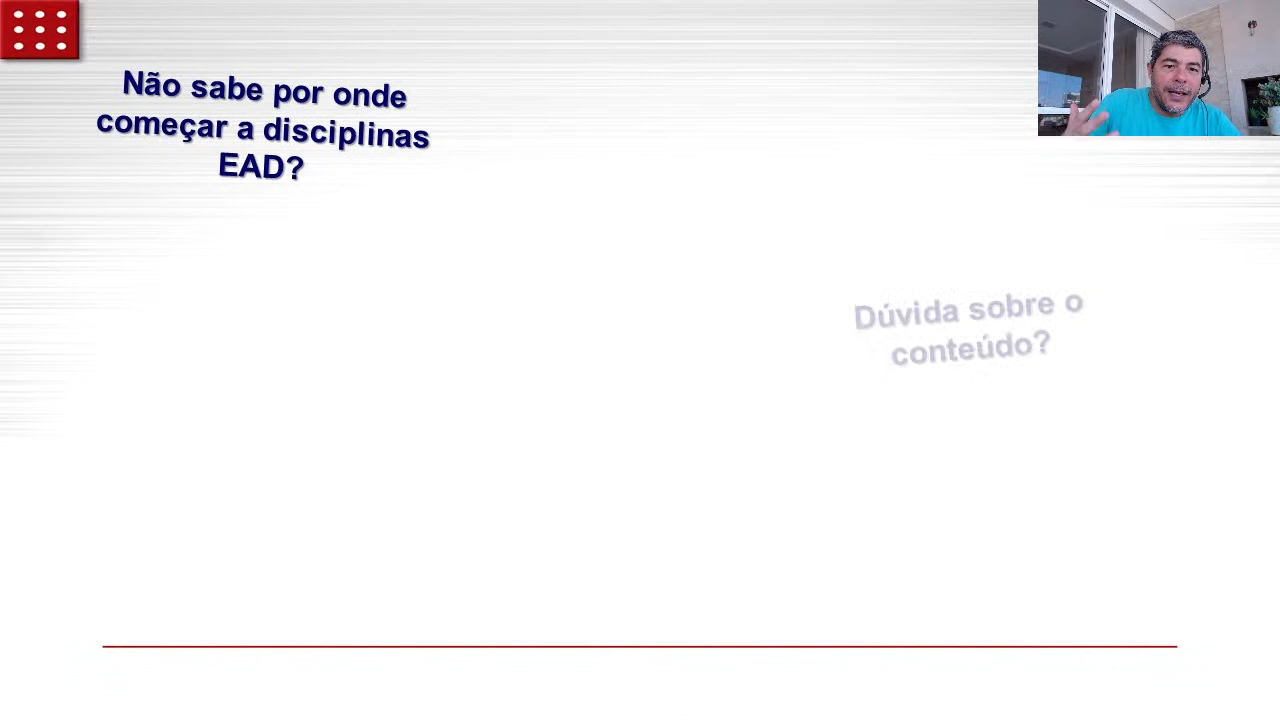 Não sabe por onde
começar a disciplinas
EAD?
Dúvida sobre o
conteúdo?